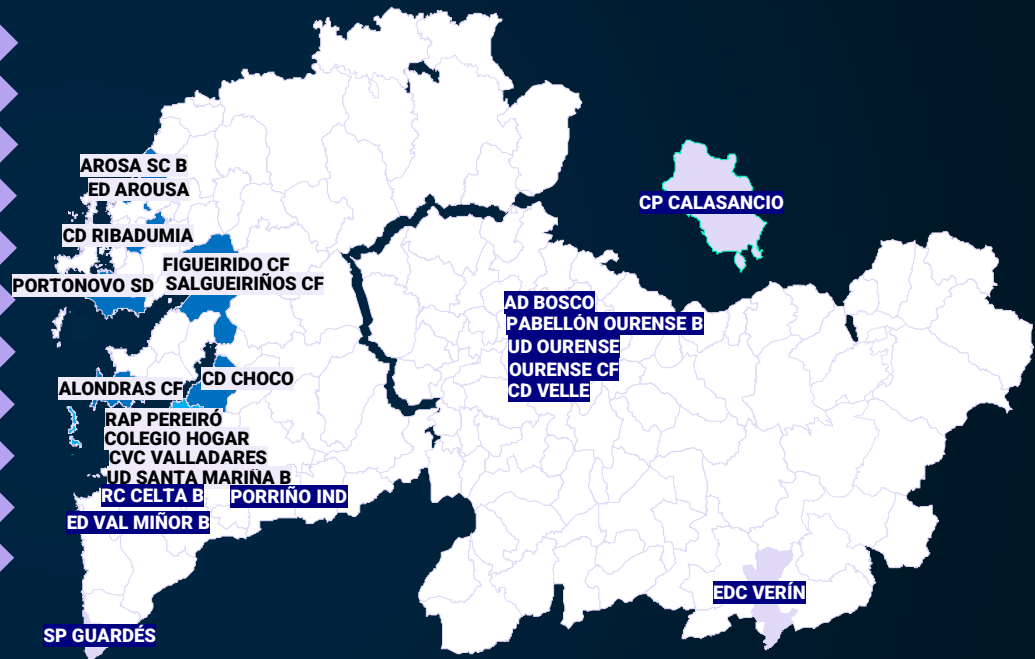 AROSA SC B
ED AROUSA
CP CALASANCIO
CD RIBADUMIA
FIGUEIRIDO CF
PORTONOVO SD
SALGUEIRIÑOS CF
AD BOSCO
PABELLÓN OURENSE B
UD OURENSE
OURENSE CF
CD VELLE
CD CHOCO
ALONDRAS CF
RAP PEREIRÓ
COLEGIO HOGAR
CVC VALLADARES
UD SANTA MARIÑA B
RC CELTA B
PORRIÑO IND
ED VAL MIÑOR B
EDC VERÍN
SP GUARDÉS